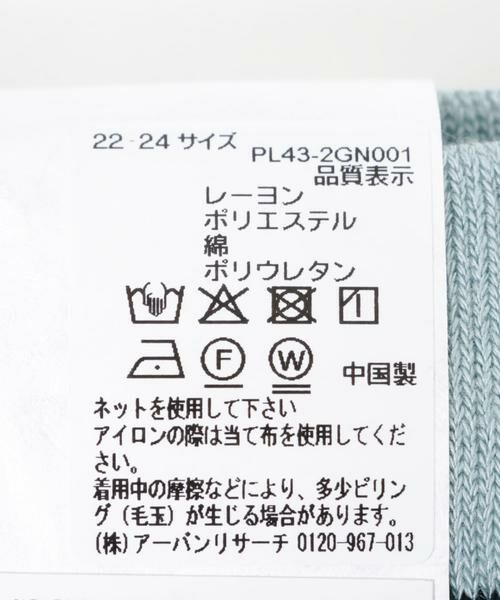 22-24 サイズ
PL43-2GN001
品質表示
レーヨン
ポリエステル
綿
ポリウレタン
F W 中国製
ネットを使用して下さい
アイロンの際は当て布を使用してくだ
さい。
着用中の摩擦などにより、多少ピリン
グ（毛玉）が生じる場合があります。
(株) アーバンリサーチ 0120-967-013